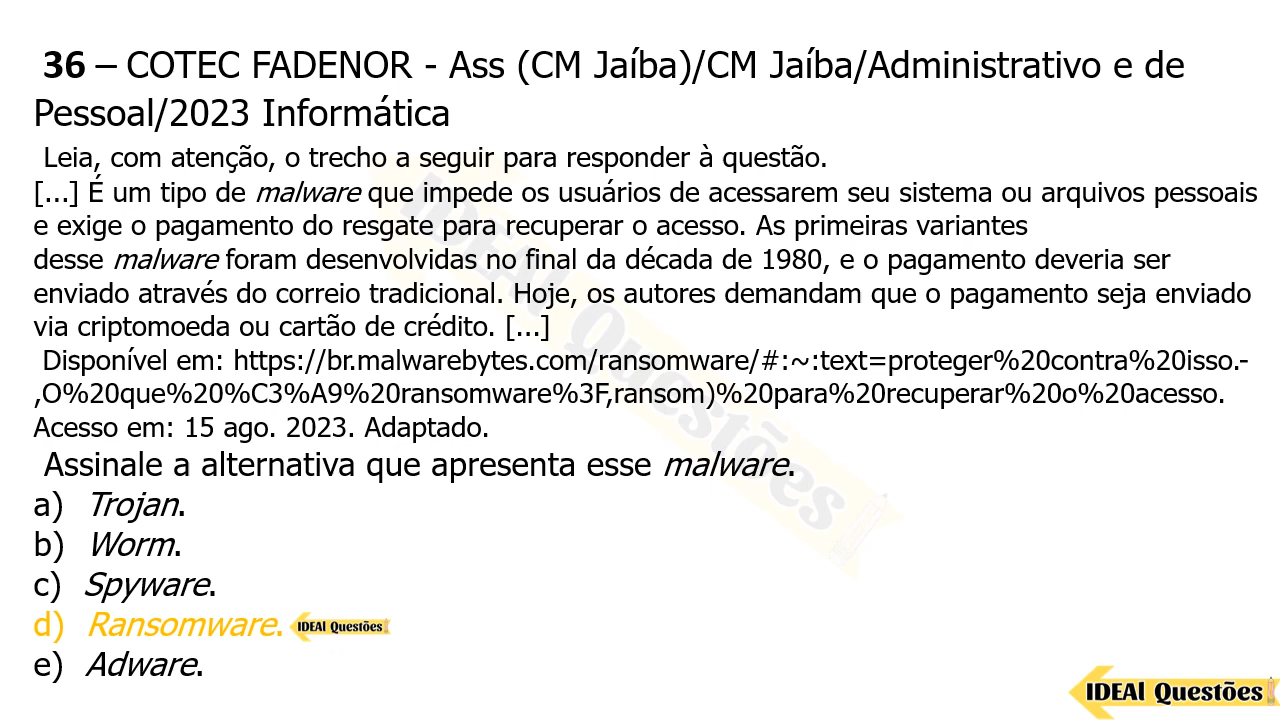 36 – COTEC FADENOR - Ass (CM Jaíba)/CM Jaíba/Administrativo e de
Pessoal/2023 Informática
Leia, com atenção, o trecho a seguir para responder à questão.
[...] É um tipo de malware que impede os usuários de acessarem seu sistema ou arquivos pessoais
e exige o pagamento do resgate para recuperar o acesso. As primeiras variantes
desse malware foram desenvolvidas no final da década de 1980, e o pagamento deveria ser
enviado através do correio tradicional. Hoje, os autores demandam que o pagamento seja enviado
via criptomoeda ou cartão de crédito. [...]
Disponível em: https://br.malwarebytes.com/ransomware/#:~:text=proteger%20contra%20isso.-
,O%20que%20%C3%A9%20ransomware%3F,ransom)%20para%20recuperar%20o%20acesso.
Acesso em: 15 ago. 2023. Adaptado.
Assinale a alternativa que apresenta esse malware.
a) Trojan.
b) Worm.
c) Spyware.
d) Ransomware. IDEAl Questões
e) Adware.
IDEAl Questões
IDEAl Questões